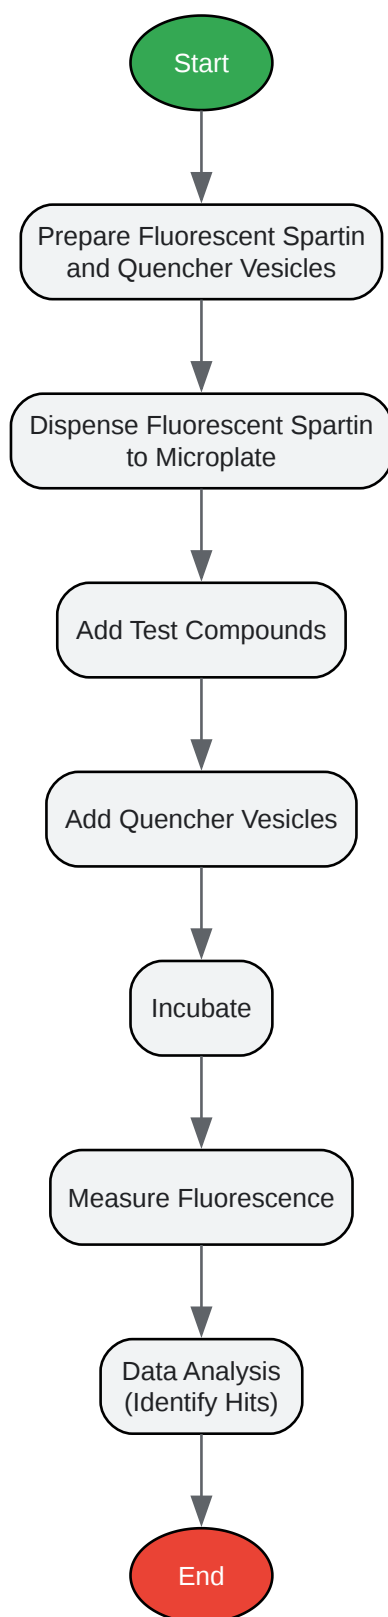 Start
Prepare Fluorescent Spartin
and Quencher Vesicles
Dispense Fluorescent Spartin
to Microplate
Add Test Compounds
Add Quencher Vesicles
Incubate
Measure Fluorescence
Data Analysis
(Identify Hits)
End